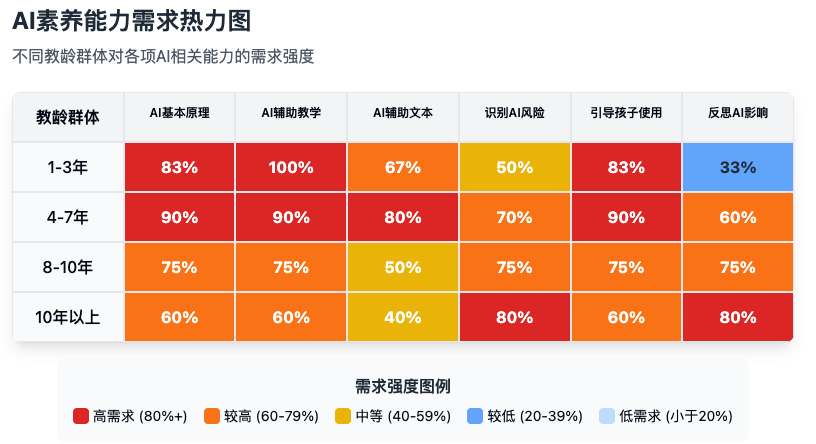 AI素养能力需求热力图
不同教龄群体对各项AI相关能力的需求强度
教龄群体 AI基本原理 AI辅助教学 AI辅助文本 识别AI风险 引导孩子使用 反思AI影响
1-3年 83% 100% 67% 50% 83% 33%
4-7年 90% 90% 80% 70% 90% 60%
8-10年 75% 75% 50% 75% 75% 75%
10年以上 60% 60% 40% 80% 60% 80%
需求强度图例
高需求 (80%+) 较高 (60-79%) 中等 (40-59%) 较低 (20-39%) 低需求 (小于20%)